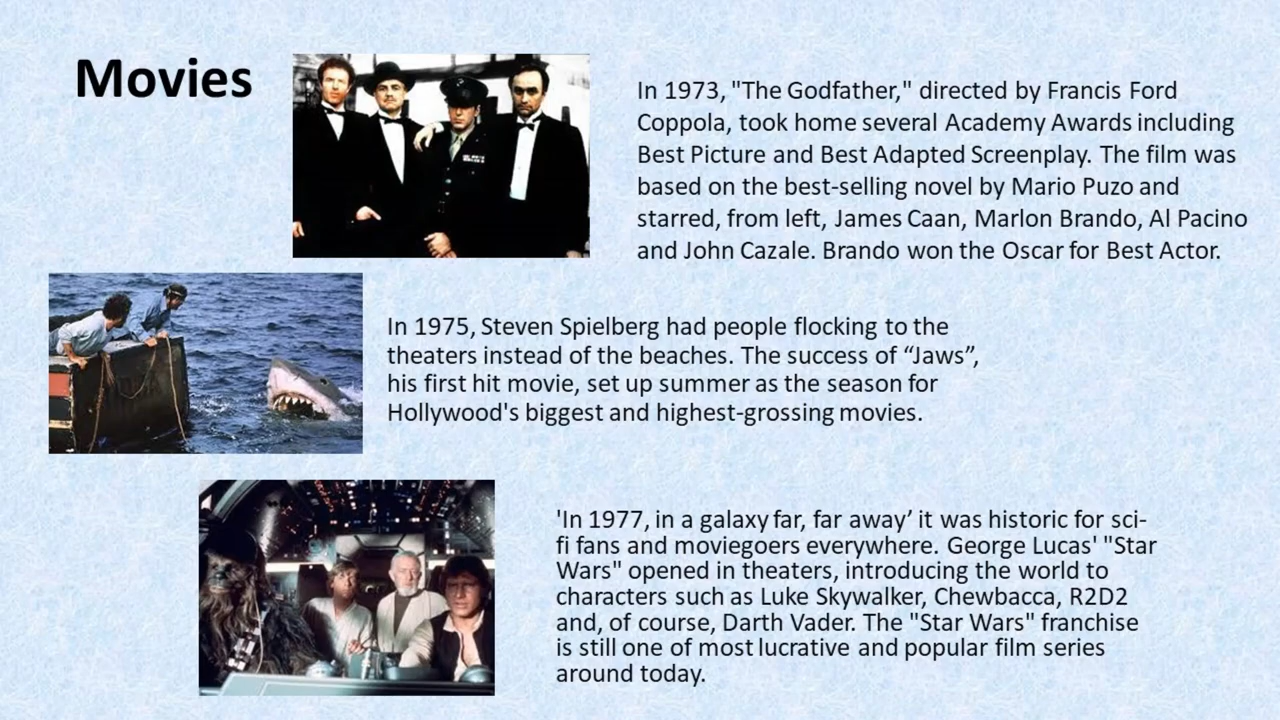 Movies
In 1973, "The Godfather," directed by Francis Ford
Coppola, took home several Academy Awards including
Best Picture and Best Adapted Screenplay. The film was
based on the best-selling novel by Mario Puzo and
starred, from left, James Caan, Marlon Brando, Al Pacino
and John Cazale. Brando won the Oscar for Best Actor.
In 1975, Steven Spielberg had people flocking to the
theaters instead of the beaches. The success of “Jaws”,
his first hit movie, set up summer as the season for
Hollywood's biggest and highest-grossing movies.
'In 1977, in a galaxy far, far away’ it was historic for sci-
fi fans and moviegoers everywhere. George Lucas' "Star
Wars" opened in theaters, introducing the world to
characters such as Luke Skywalker, Chewbacca, R2D2
and, of course, Darth Vader. The "Star Wars" franchise
is still one of most lucrative and popular film series
around today.